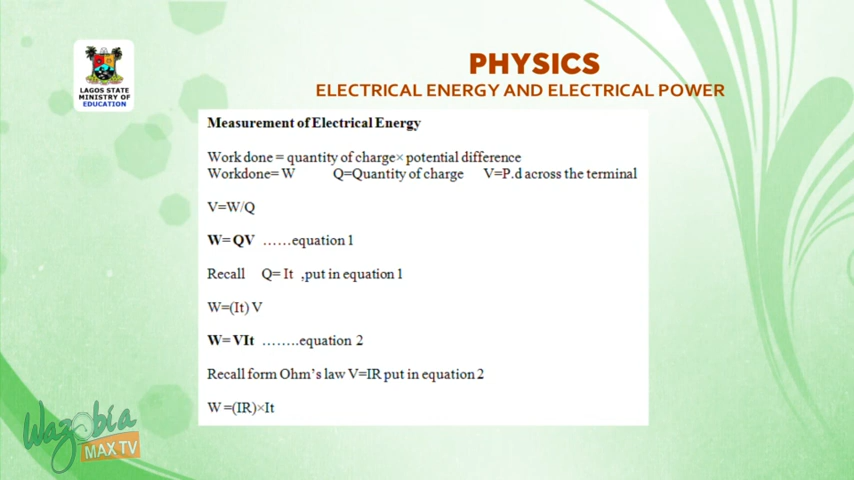 LAGOS STATE
MINISTRY OF
EDUCATION
PHYSICS
ELECTRICAL ENERGY AND ELECTRICAL POWER
Measurement of Electrical Energy
Work done = quantity of charge× potential difference
Workdone= W Q=Quantity of charge V=P.d across the terminal
V=W/Q
W= QV ……equation 1
Recall Q= It ,put in equation 1
W=(It) V
W= VIt ……..equation 2
Recall form Ohm's law V=IR put in equation 2
W =(IR)×It
Wazobia
MAX TV